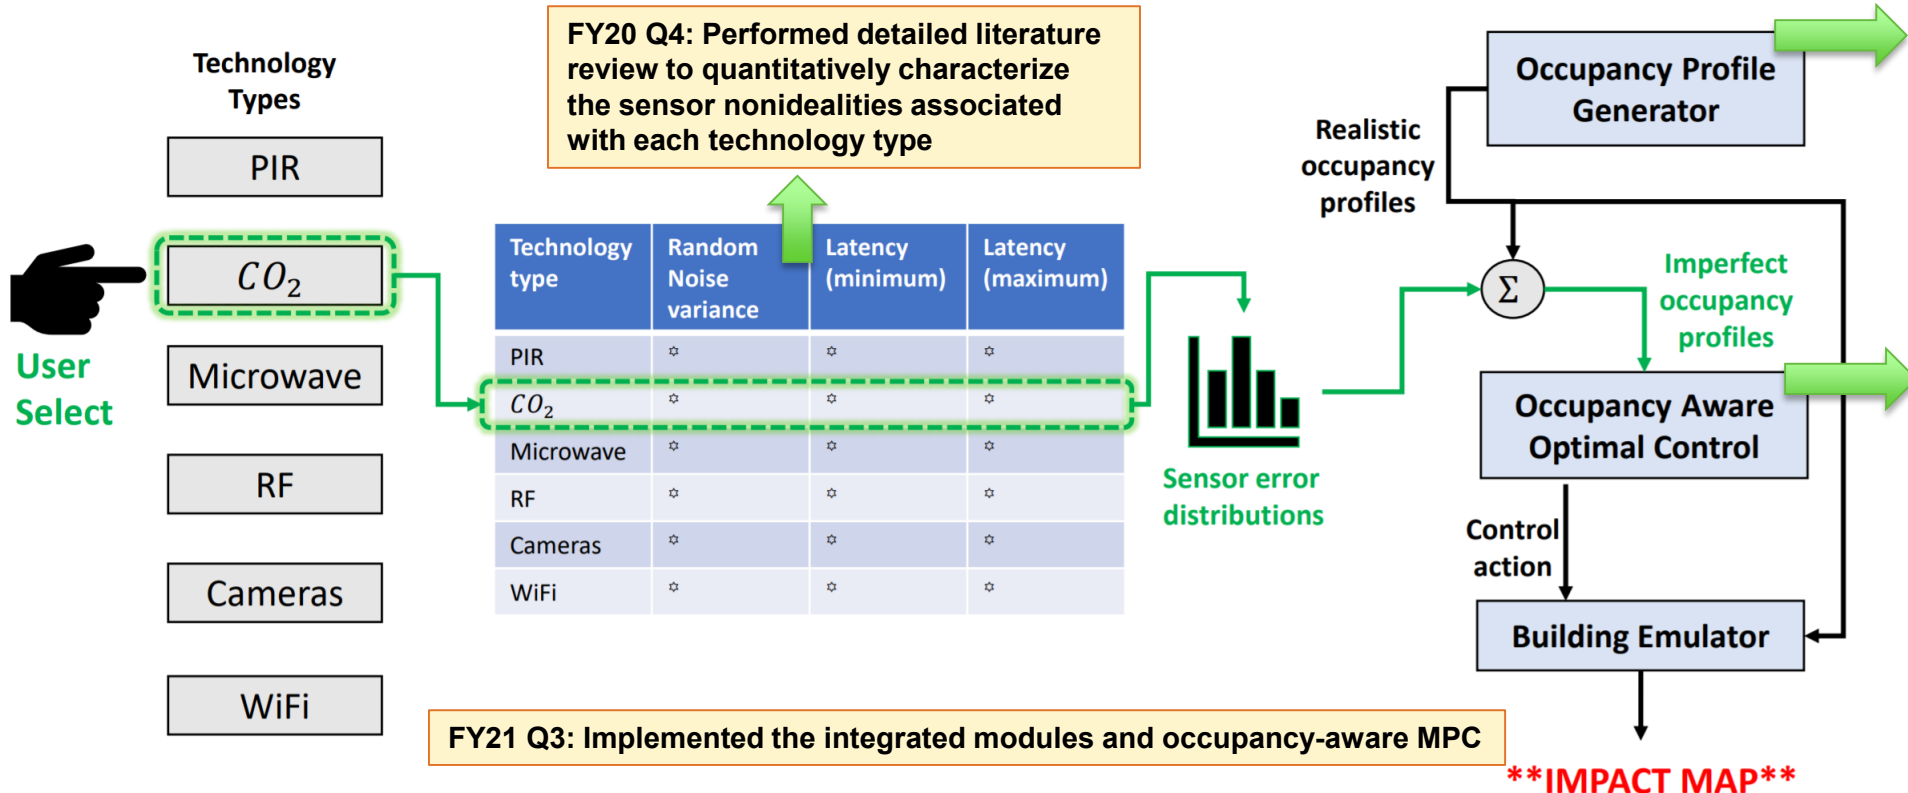 Technology
Types
PIR
CO₂
Microwave
RF
Cameras
WiFi
User
Select
FY20 Q4: Performed detailed literature
review to quantitatively characterize
the sensor nonidealities associated
with each technology type
Technology type | Random Noise variance | Latency (minimum) | Latency (maximum)
PIR | ✡ | ✡ | ✡
CO₂ | ✡ | ✡ | ✡
Microwave | ✡ | ✡ | ✡
RF | ✡ | ✡ | ✡
Cameras | ✡ | ✡ | ✡
WiFi | ✡ | ✡ | ✡
Sensor error
distributions
Occupancy Profile
Generator
Realistic
occupancy
profiles
Σ
Imperfect
occupancy
profiles
Occupancy Aware
Optimal Control
Control
action
Building Emulator
FY21 Q3: Implemented the integrated modules and occupancy-aware MPC
**IMPACT MAP**